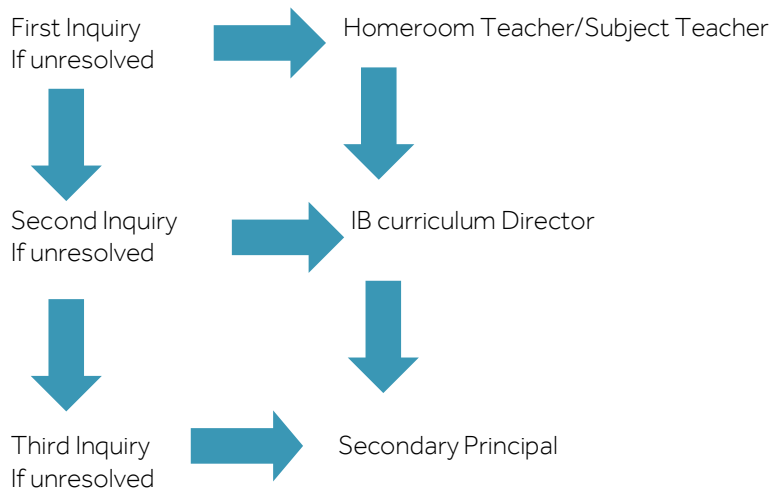 First Inquiry
If unresolved
Homeroom Teacher/Subject Teacher
Second Inquiry
If unresolved
IB curriculum Director
Third Inquiry
If unresolved
Secondary Principal